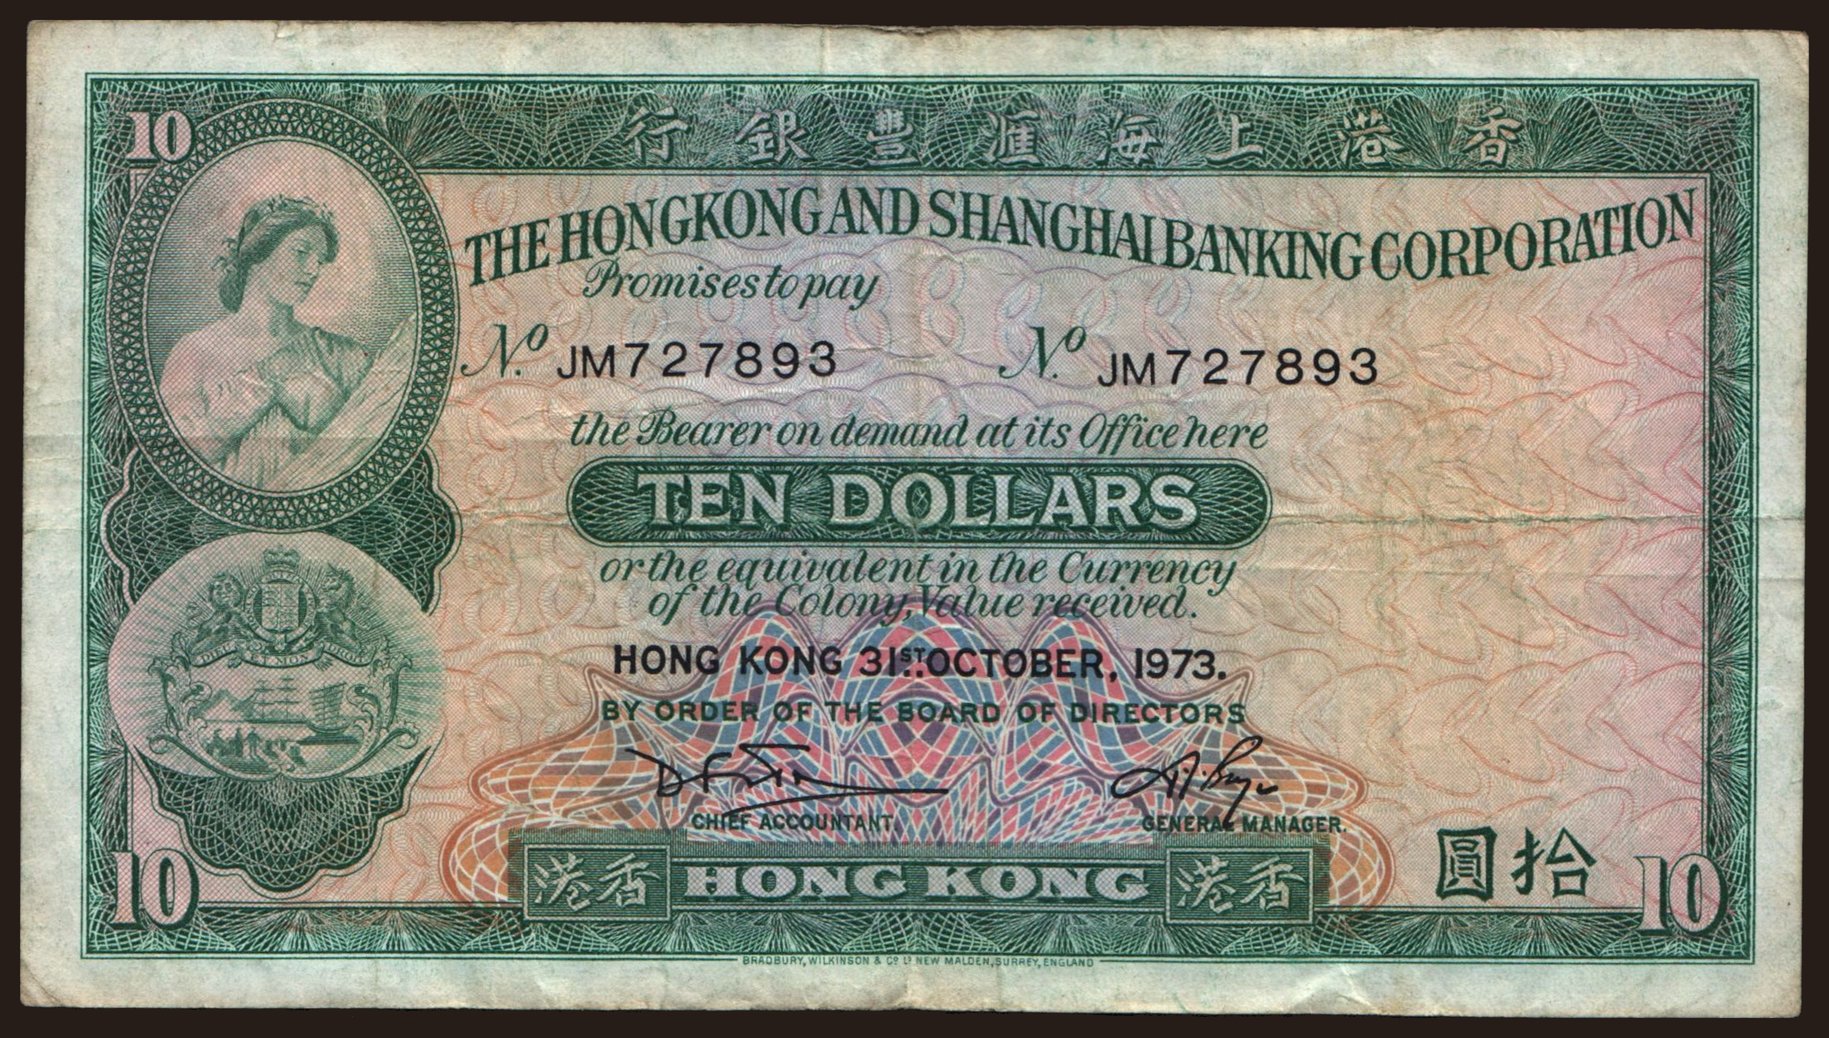 10
行銀豐滙海上港香
THE HONGKONG AND SHANGHAI BANKING CORPORATION
Promises to pay
Nº JM727893 Nº JM727893
the Bearer on demand at its Office here
TEN DOLLARS
or the equivalent in the Currency
of the Colony, Value received.
HONG KONG 31ST OCTOBER, 1973.
BY ORDER OF THE BOARD OF DIRECTORS
CHIEF ACCOUNTANT. GENERAL MANAGER.
10 港香 HONG KONG 港香 圓拾 10
BRADBURY, WILKINSON & Cº Lᴰ NEW MALDEN, SURREY, ENGLAND